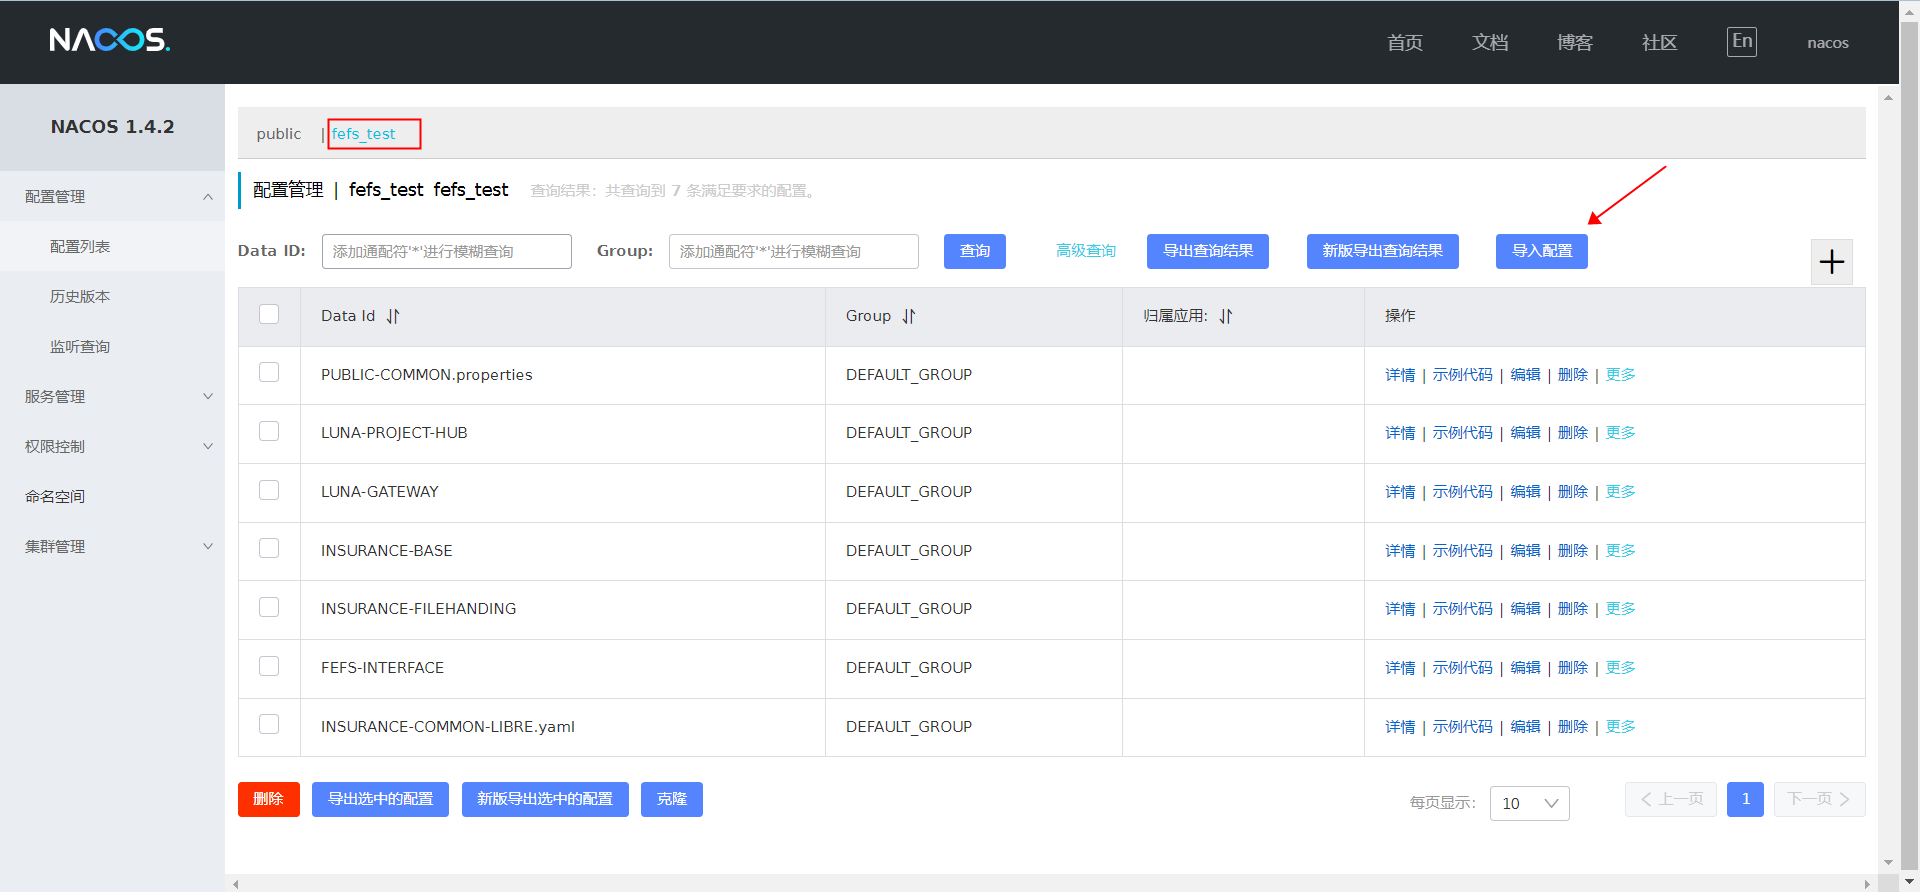 NACOS.
首页 文档 博客 社区 En nacos
NACOS 1.4.2
配置管理
配置列表
历史版本
监听查询
服务管理
权限控制
命名空间
集群管理
public | fefs_test
配置管理 | fefs_test fefs_test 查询结果：共查询到 7 条满足要求的配置。
Data ID: 添加通配符'*'进行模糊查询 Group: 添加通配符'*'进行模糊查询 查询 高级查询 导出查询结果 新版导出查询结果 导入配置
Data Id Group 归属应用: 操作
PUBLIC-COMMON.properties DEFAULT_GROUP 详情 | 示例代码 | 编辑 | 删除 | 更多
LUNA-PROJECT-HUB DEFAULT_GROUP 详情 | 示例代码 | 编辑 | 删除 | 更多
LUNA-GATEWAY DEFAULT_GROUP 详情 | 示例代码 | 编辑 | 删除 | 更多
INSURANCE-BASE DEFAULT_GROUP 详情 | 示例代码 | 编辑 | 删除 | 更多
INSURANCE-FILEHANDING DEFAULT_GROUP 详情 | 示例代码 | 编辑 | 删除 | 更多
FEFS-INTERFACE DEFAULT_GROUP 详情 | 示例代码 | 编辑 | 删除 | 更多
INSURANCE-COMMON-LIBRE.yaml DEFAULT_GROUP 详情 | 示例代码 | 编辑 | 删除 | 更多
删除 导出选中的配置 新版导出选中的配置 克隆 每页显示: 10 上一页 1 下一页